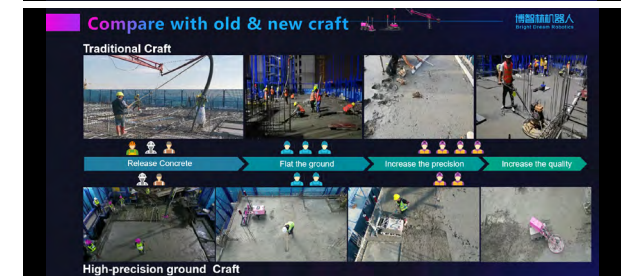 Compare with old & new craft
博智林机器人
Bright Dream Robotics
Traditional Craft
Release Concrete
Flat the ground
Increase the precision
Increase the quality
High-precision ground Craft